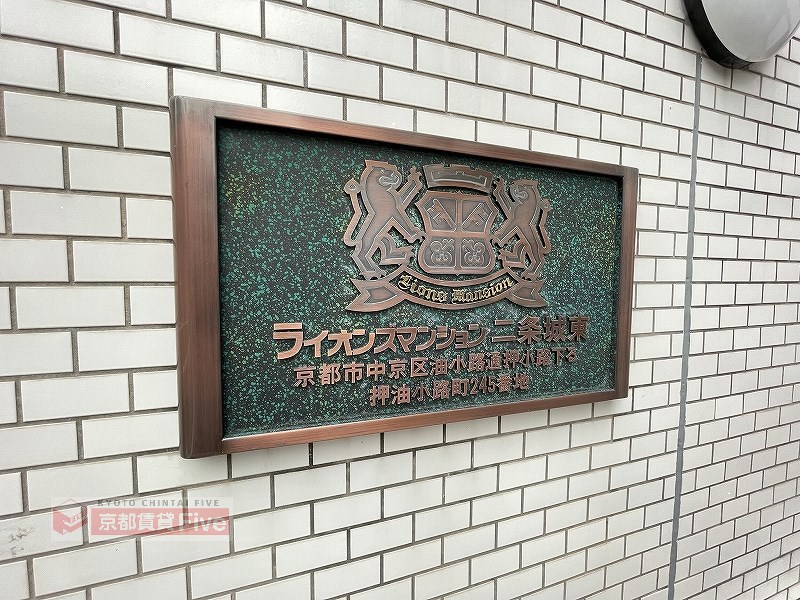 Lions Mansion
ライオンズマンション二条城東
京都市中京区油小路通押小路下る
押油小路町245番地
KYOTO CHINTAI FIVE
京都賃貸Five